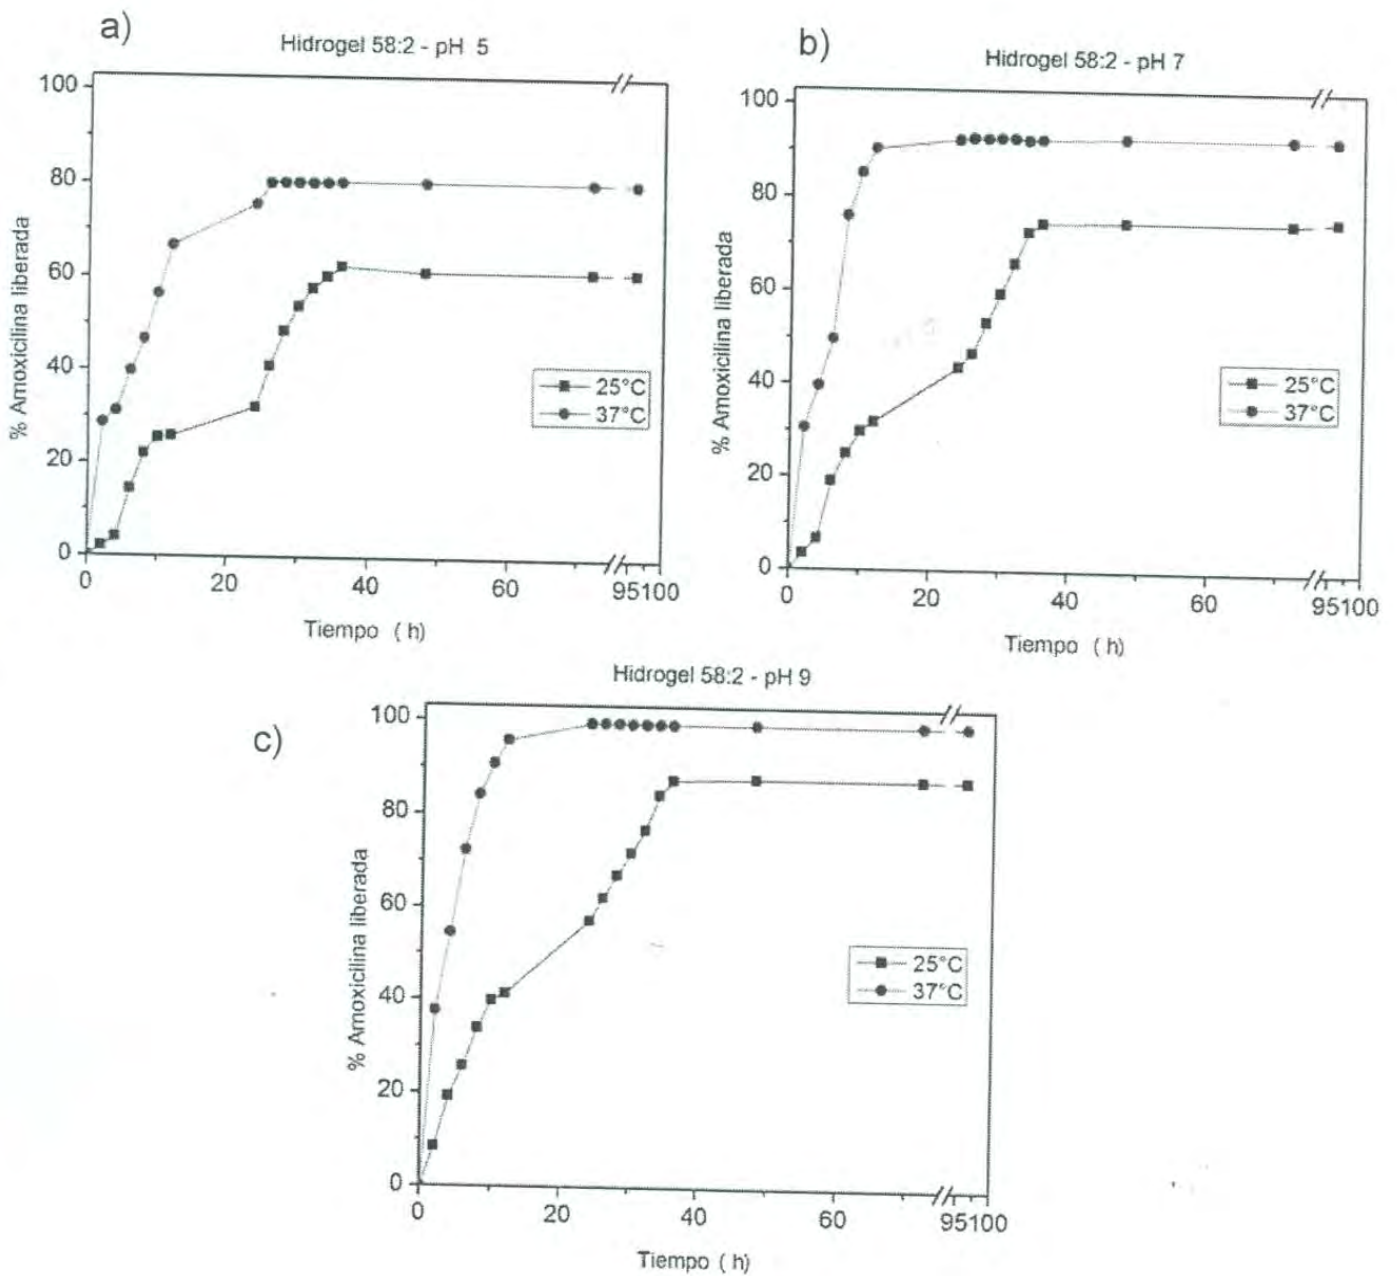 a)
Hidrogel 58:2 - pH 5
% Amoxicilina liberada
100
80
60
40
20
0
0 20 40 60 95100
Tiempo ( h)
25°C
37°C
b)
Hidrogel 58:2 - pH 7
% Amoxicilina liberada
100
80
60
40
20
0
0 20 40 60 95100
Tiempo ( h)
25°C
37°C
c)
Hidrogel 58:2 - pH 9
% Amoxicilina liberada
100
80
60
40
20
0
0 20 40 60 95100
Tiempo ( h)
25°C
37°C